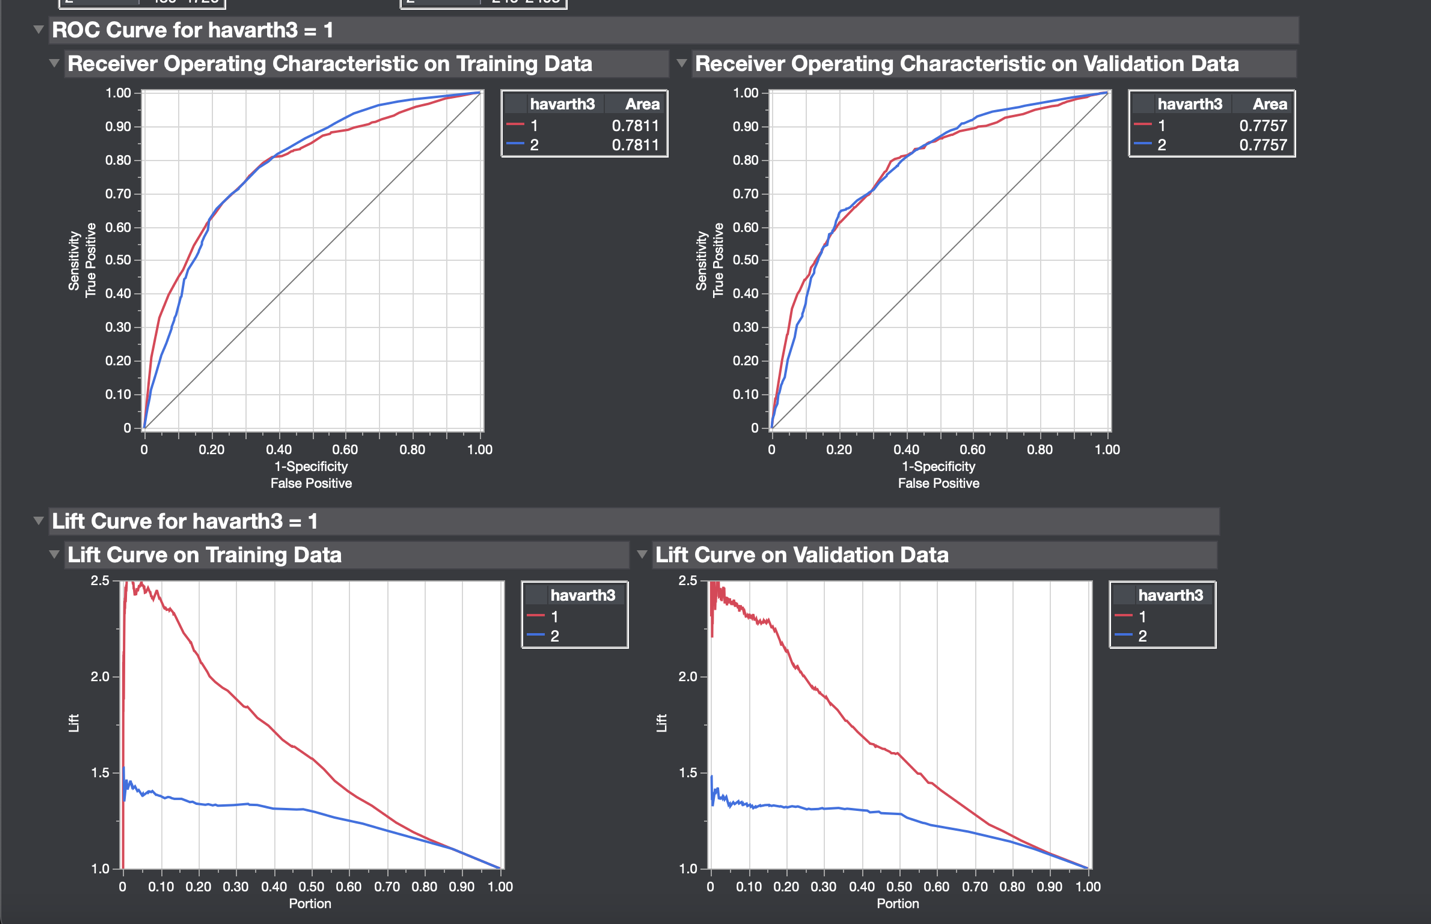 ROC Curve for havarth3 = 1
Receiver Operating Characteristic on Training Data
Receiver Operating Characteristic on Validation Data
1.00
0.90
0.80
0.70
0.60
0.50
0.40
0.30
0.20
0.10
0
Sensitivity
True Positive
0 0.20 0.40 0.60 0.80 1.00
1-Specificity
False Positive
havarth3 Area
1 0.7811
2 0.7811
1.00
0.90
0.80
0.70
0.60
0.50
0.40
0.30
0.20
0.10
0
Sensitivity
True Positive
0 0.20 0.40 0.60 0.80 1.00
1-Specificity
False Positive
havarth3 Area
1 0.7757
2 0.7757
Lift Curve for havarth3 = 1
Lift Curve on Training Data
Lift Curve on Validation Data
2.5
2.0
1.5
1.0
Lift
0 0.10 0.20 0.30 0.40 0.50 0.60 0.70 0.80 0.90 1.00
Portion
havarth3
1
2
2.5
2.0
1.5
1.0
Lift
0 0.10 0.20 0.30 0.40 0.50 0.60 0.70 0.80 0.90 1.00
Portion
havarth3
1
2